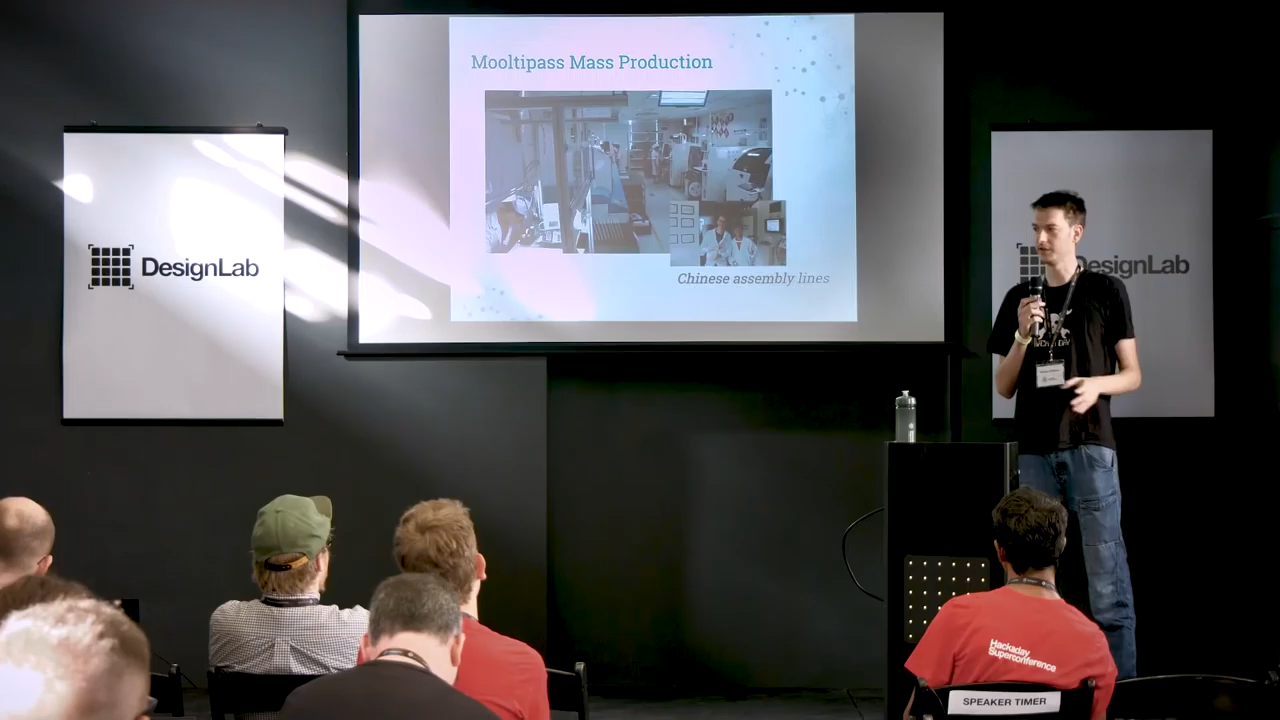 Mooltipass Mass Production
Chinese assembly lines
DesignLab
DesignLab
Hackaday
Superconference
SPEAKER TIMER